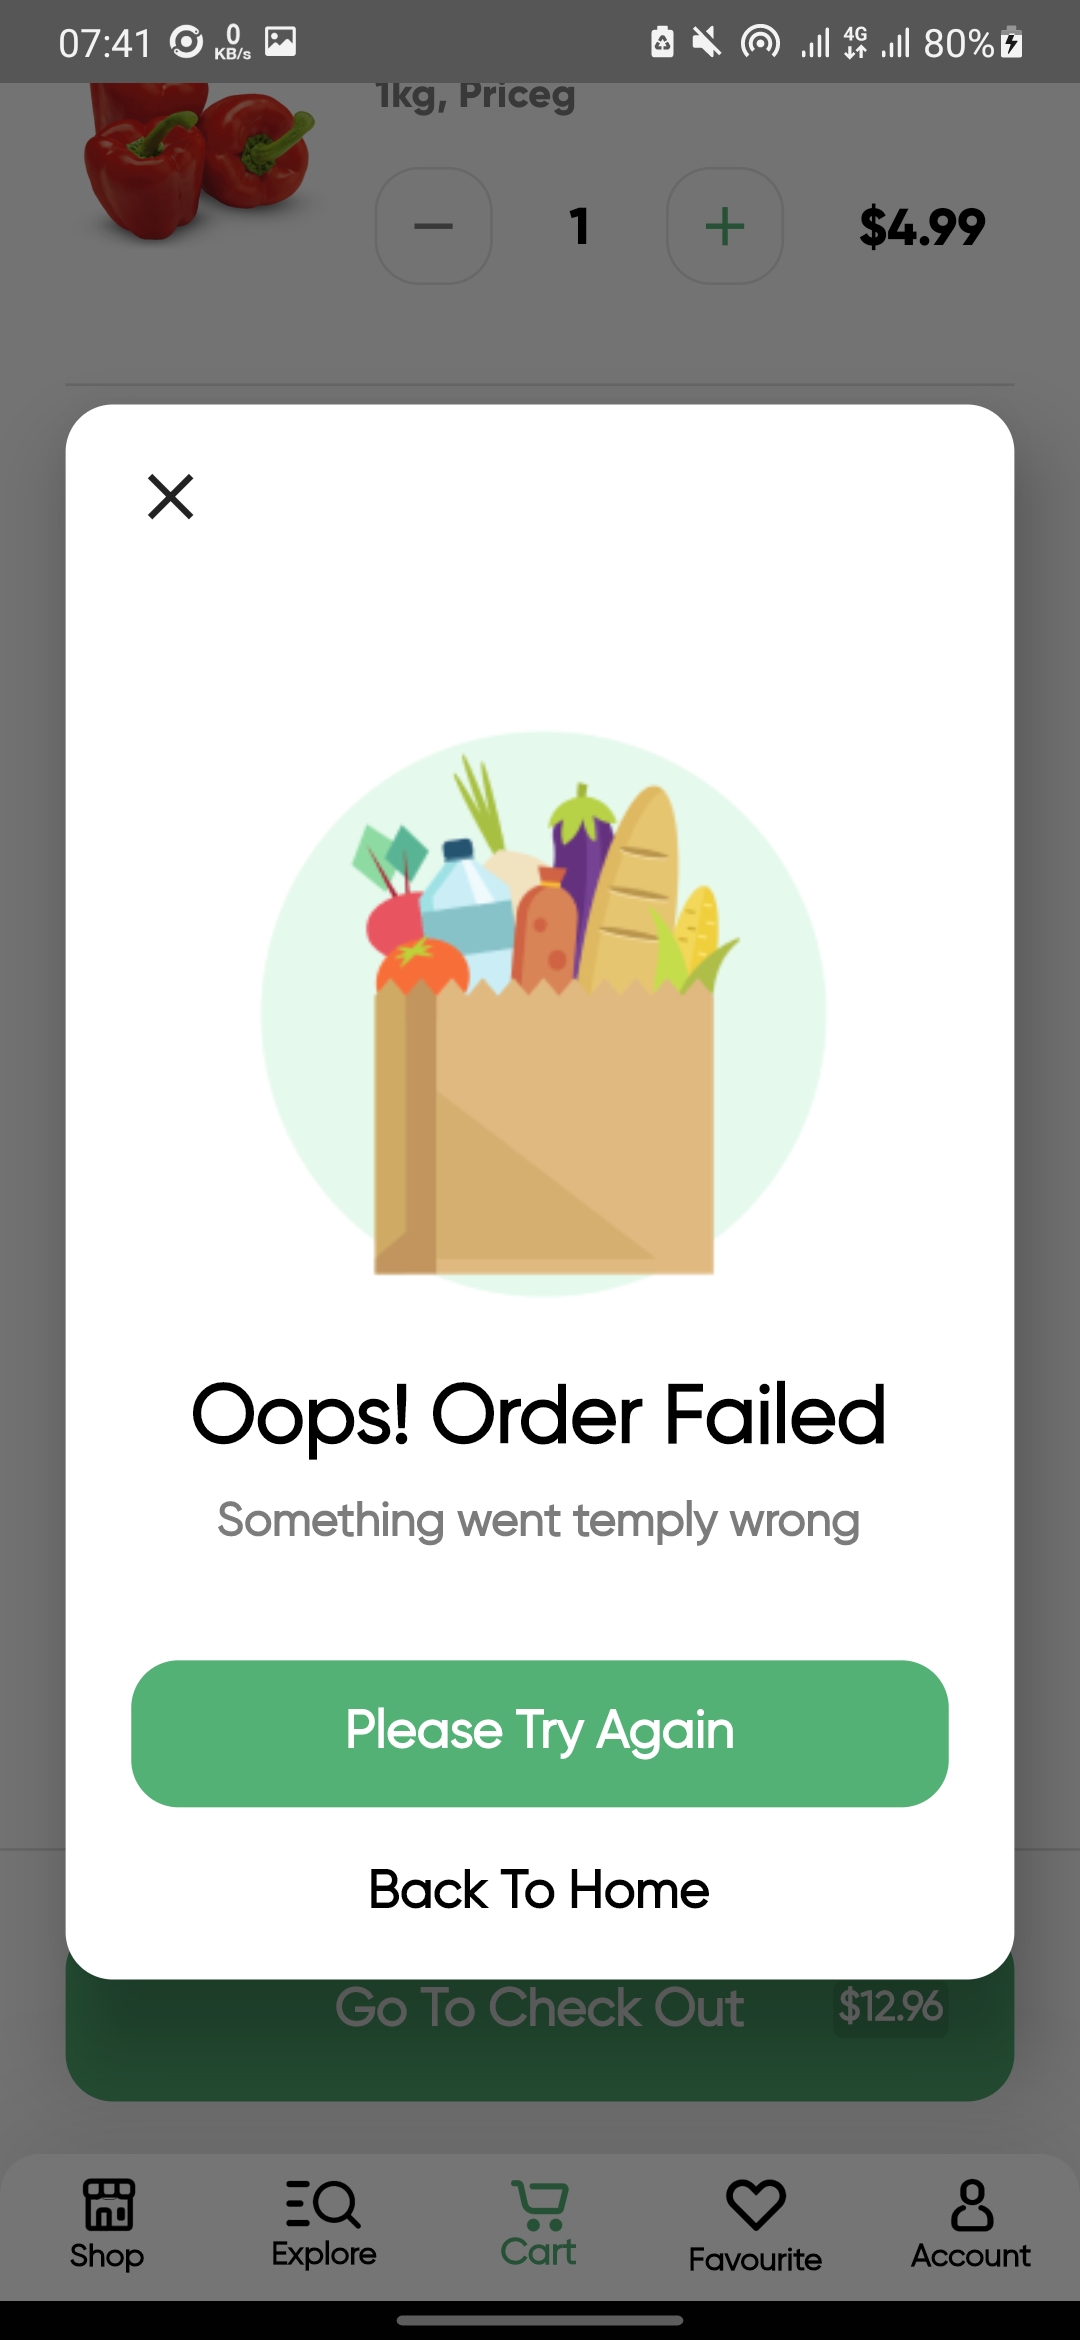 07:41 0 KB/s 4G 80%
1kg, Priceg
1 $4.99
Oops! Order Failed
Something went temply wrong
Please Try Again
Back To Home
Go To Check Out $12.96
Shop Explore Cart Favourite Account